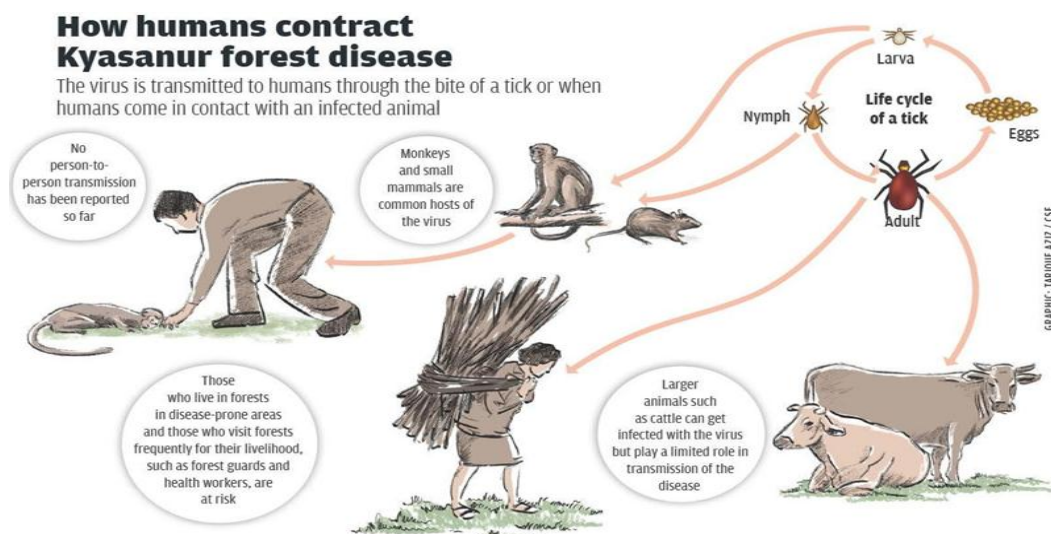 How humans contract
Kyasanur forest disease
The virus is transmitted to humans through the bite of a tick or when
humans come in contact with an infected animal
No
person-to-
person transmission
has been reported
so far
Monkeys
and small
mammals are
common hosts of
the virus
Larva
Nymph
Life cycle
of a tick
Eggs
Adult
GRAPHIC: TARIQUE AZIZ / CSE
Those
who live in forests
in disease-prone areas
and those who visit forests
frequently for their livelihood,
such as forest guards and
health workers, are
at risk
Larger
animals such
as cattle can get
infected with the virus
but play a limited role in
transmission of the
disease